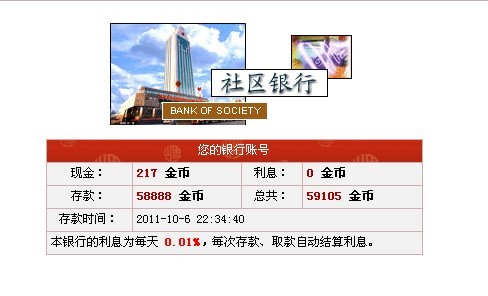 社区银行
BANK OF SOCIETY
您的银行账号
现金： 217 金币 利息： 0 金币
存款： 58888 金币 总共： 59105 金币
存款时间： 2011-10-6 22:34:40
本银行的利息为每天 0.01%，每次存款、取款自动结算利息。